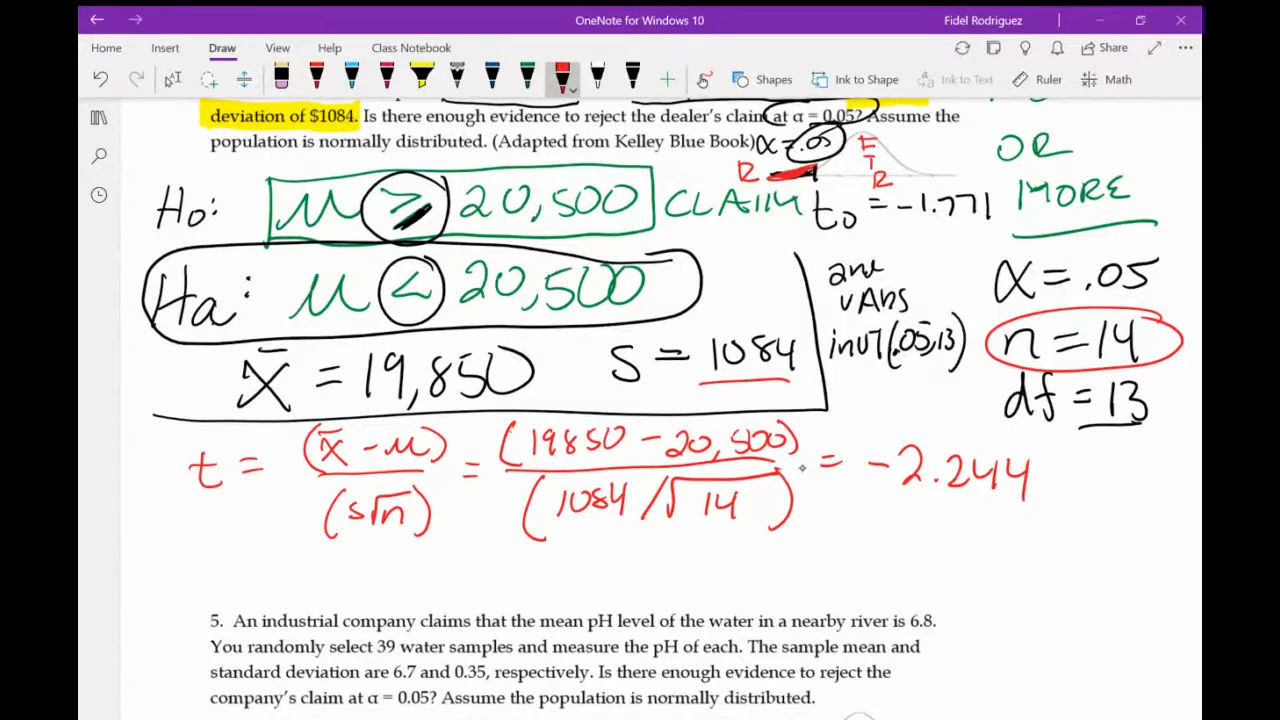 OneNote for Windows 10
Fidel Rodriguez
Home Insert Draw View Help Class Notebook Share
Shapes Ink to Shape Ink to Text Ruler Math
deviation of $1084. Is there enough evidence to reject the dealer's claim at α = 0.05? Assume the
population is normally distributed. (Adapted from Kelley Blue Book) α = .05
R F T R
OR
MORE
Ho: μ ≥ 20,500 CLAIM t₀ = -1.771
Ha: μ < 20,500
2nd
VARS
invT(.05,13)
α = .05
n = 14
df = 13
x̄ = 19,850 s = 1084
t = (x̄ - μ) / (s√n) = (19850 - 20,500) / (1084/√14) = -2.244
5. An industrial company claims that the mean pH level of the water in a nearby river is 6.8.
You randomly select 39 water samples and measure the pH of each. The sample mean and
standard deviation are 6.7 and 0.35, respectively. Is there enough evidence to reject the
company's claim at α = 0.05? Assume the population is normally distributed.